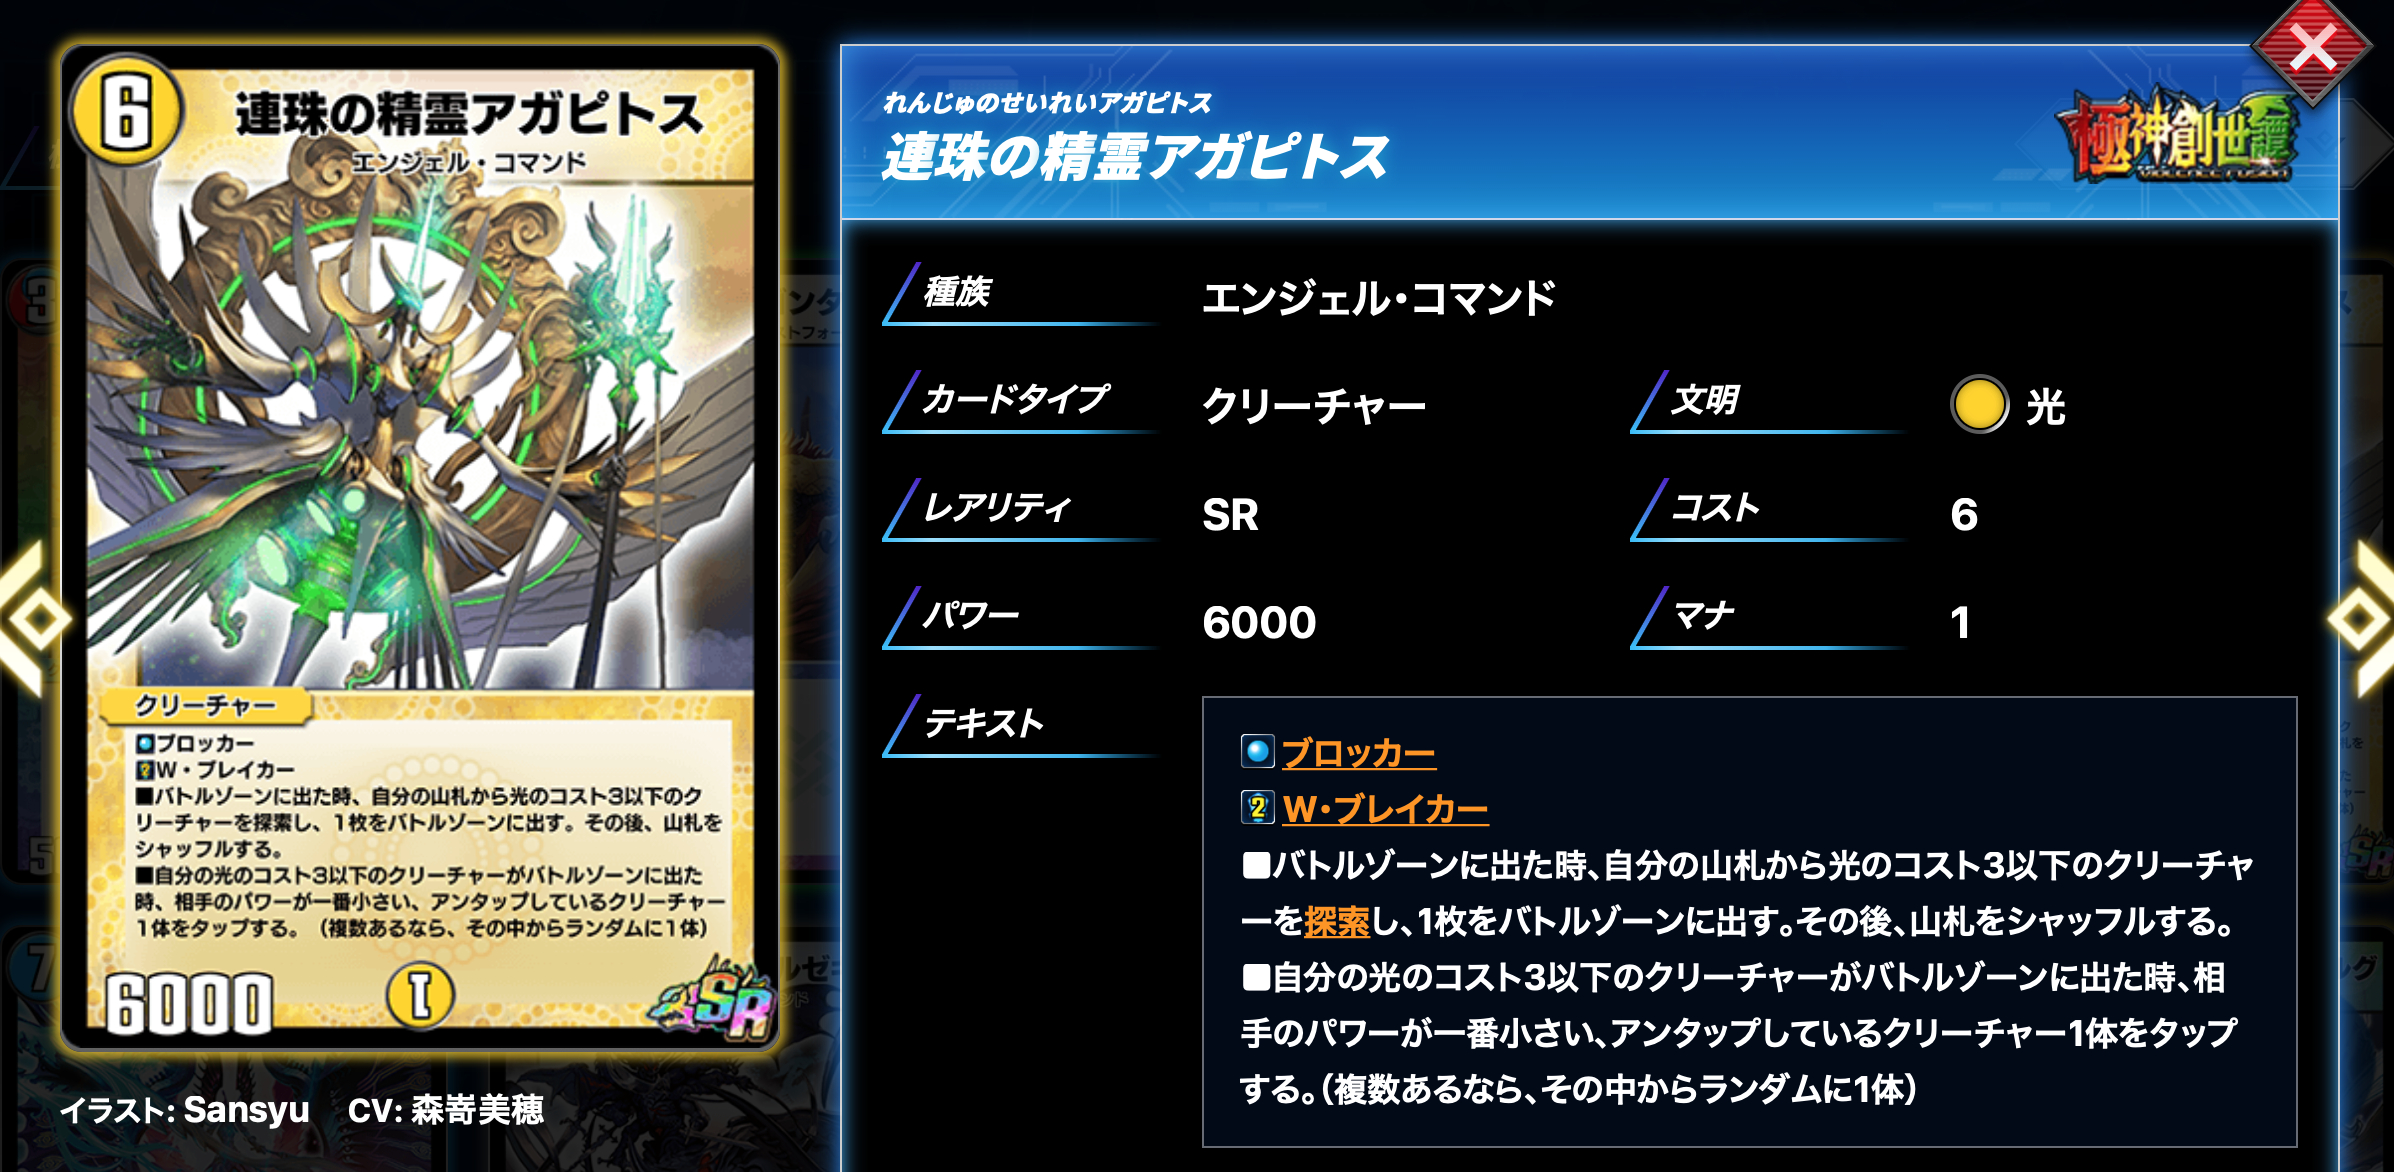 6
連珠の精霊アガピトス
エンジェル・コマンド
クリーチャー
ブロッカー
2W・ブレイカー
■バトルゾーンに出た時、自分の山札から光のコスト3以下のク
リーチャーを探索し、1枚をバトルゾーンに出す。その後、山札を
シャッフルする。
■自分の光のコスト3以下のクリーチャーがバトルゾーンに出た
時、相手のパワーが一番小さい、アンタップしているクリーチャー
1体をタップする。（複数あるなら、その中からランダムに1体）
6000
1
SR
イラスト: Sansyu CV: 森嵜美穂
れんじゅのせいれいアガピトス
連珠の精霊アガピトス
極神創世譚
VIOLENCE FUSION
種族
エンジェル・コマンド
カードタイプ
クリーチャー
文明
光
レアリティ
SR
コスト
6
パワー
6000
マナ
1
テキスト
ブロッカー
2 W・ブレイカー
■バトルゾーンに出た時、自分の山札から光のコスト3以下のクリーチャ
ーを探索し、1枚をバトルゾーンに出す。その後、山札をシャッフルする。
■自分の光のコスト3以下のクリーチャーがバトルゾーンに出た時、相
手のパワーが一番小さい、アンタップしているクリーチャー1体をタップ
する。（複数あるなら、その中からランダムに1体）